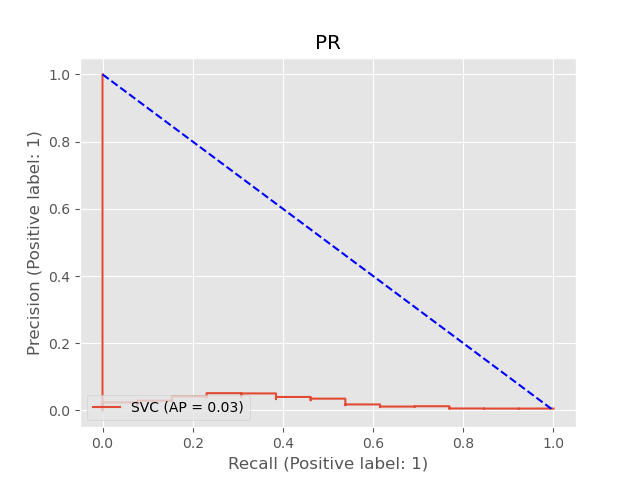 PR
Precision (Positive label: 1)
1.0
0.8
0.6
0.4
0.2
0.0
SVC (AP = 0.03)
0.0 0.2 0.4 0.6 0.8 1.0
Recall (Positive label: 1)